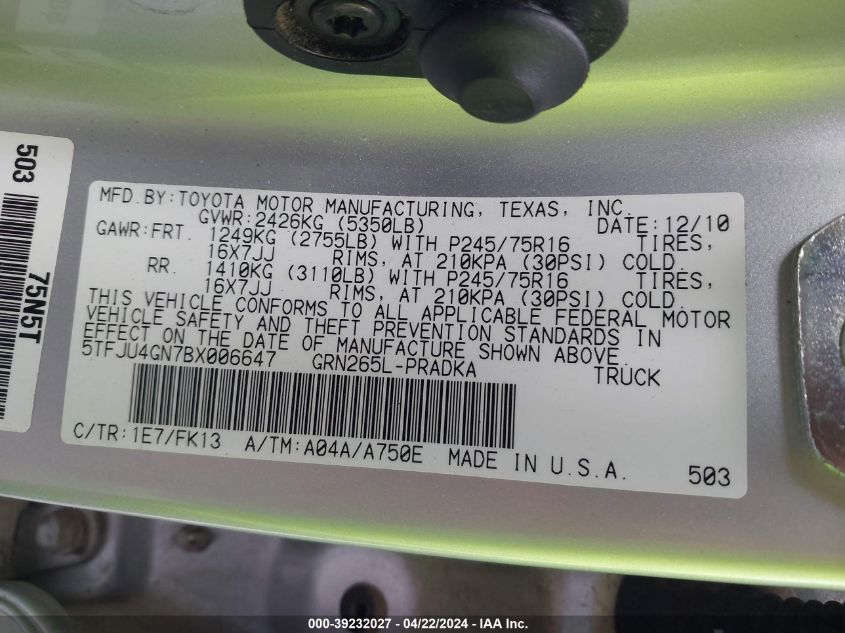 503
75N5T
MFD.BY:TOYOTA MOTOR MANUFACTURING, TEXAS, INC.
GVWR:2426KG (5350LB) DATE:12/10
GAWR:FRT. 1249KG (2755LB) WITH P245/75R16 TIRES,
16X7JJ RIMS, AT 210KPA (30PSI) COLD
RR. 1410KG (3110LB) WITH P245/75R16 TIRES,
16X7JJ RIMS, AT 210KPA (30PSI) COLD
THIS VEHICLE CONFORMS TO ALL APPLICABLE FEDERAL MOTOR
VEHICLE SAFETY AND THEFT PREVENTION STANDARDS IN
EFFECT ON THE DATE OF MANUFACTURE SHOWN ABOVE.
5TFJU4GN7BX006647 GRN265L-PRADKA TRUCK
C/TR:1E7/FK13 A/TM:A04A/A750E MADE IN U.S.A.
503
000-39232027 - 04/22/2024 - IAA Inc.